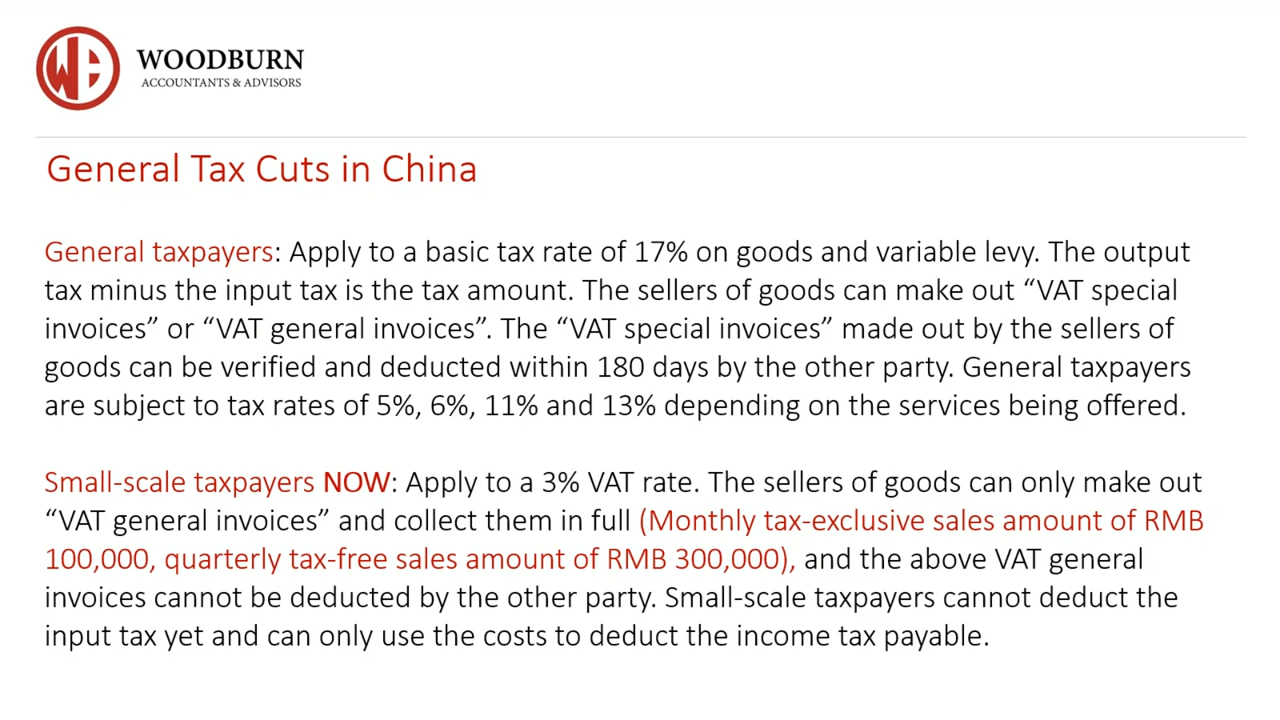 WOODBURN
ACCOUNTANTS & ADVISORS
General Tax Cuts in China
General taxpayers: Apply to a basic tax rate of 17% on goods and variable levy. The output
tax minus the input tax is the tax amount. The sellers of goods can make out “VAT special
invoices” or “VAT general invoices”. The “VAT special invoices” made out by the sellers of
goods can be verified and deducted within 180 days by the other party. General taxpayers
are subject to tax rates of 5%, 6%, 11% and 13% depending on the services being offered.
Small-scale taxpayers NOW: Apply to a 3% VAT rate. The sellers of goods can only make out
“VAT general invoices” and collect them in full (Monthly tax-exclusive sales amount of RMB
100,000, quarterly tax-free sales amount of RMB 300,000), and the above VAT general
invoices cannot be deducted by the other party. Small-scale taxpayers cannot deduct the
input tax yet and can only use the costs to deduct the income tax payable.